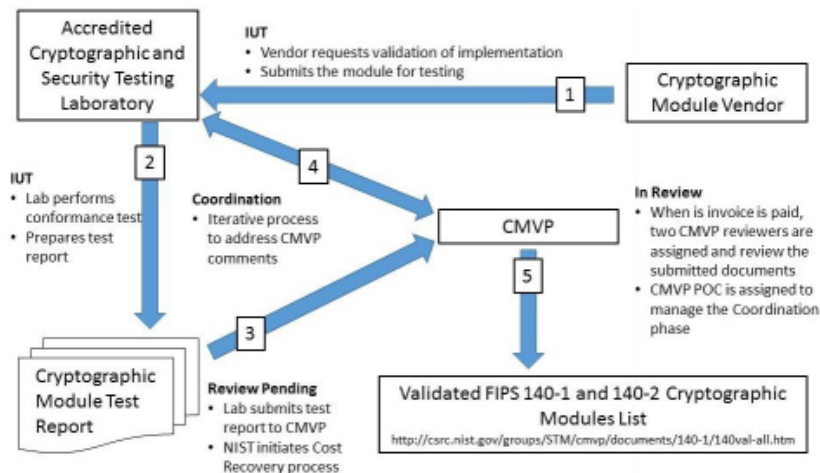 Accredited
Cryptographic and
Security Testing
Laboratory
IUT
• Vendor requests validation of implementation
• Submits the module for testing
1
Cryptographic
Module Vendor
2
IUT
• Lab performs
conformance test
• Prepares test
report
4
Coordination
• Iterative process
to address CMVP
comments
CMVP
In Review
• When is invoice is paid,
two CMVP reviewers are
assigned and review the
submitted documents
• CMVP POC is assigned to
manage the Coordination
phase
5
3
Cryptographic
Module Test
Report
Review Pending
• Lab submits test
report to CMVP
• NIST initiates Cost
Recovery process
Validated FIPS 140-1 and 140-2 Cryptographic
Modules List
http://csrc.nist.gov/groups/STM/cmvp/documents/140-1/140val-all.htm